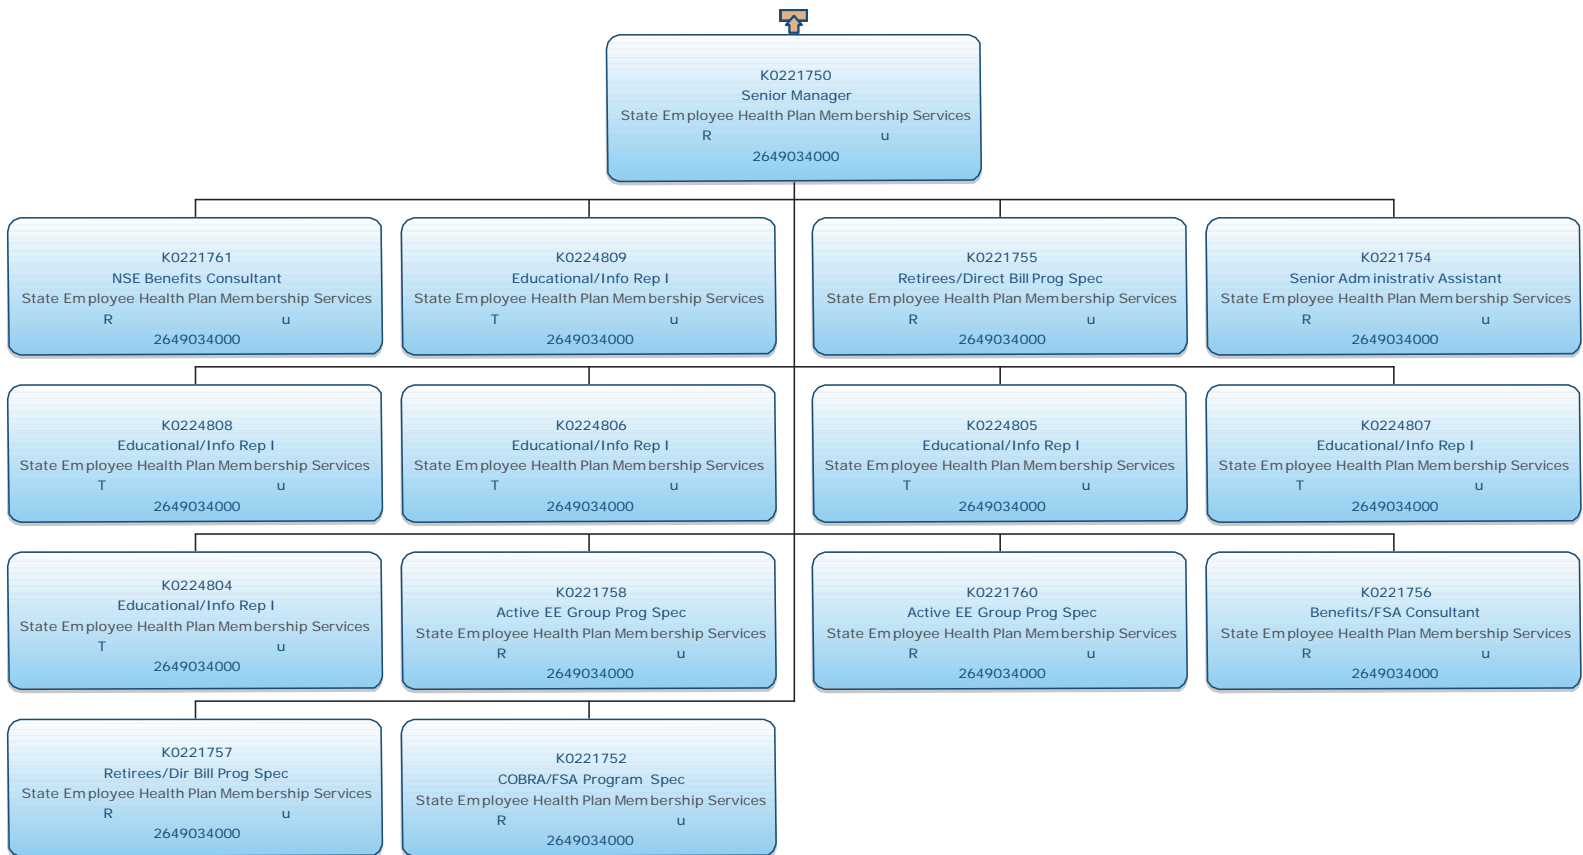 K0221750
Senior Manager
State Employee Health Plan Membership Services
R u
2649034000
K0221761
NSE Benefits Consultant
State Employee Health Plan Membership Services
R u
2649034000
K0224809
Educational/Info Rep I
State Employee Health Plan Membership Services
T u
2649034000
K0221755
Retirees/Direct Bill Prog Spec
State Employee Health Plan Membership Services
R u
2649034000
K0221754
Senior Administrativ Assistant
State Employee Health Plan Membership Services
R u
2649034000
K0224808
Educational/Info Rep I
State Employee Health Plan Membership Services
T u
2649034000
K0224806
Educational/Info Rep I
State Employee Health Plan Membership Services
T u
2649034000
K0224805
Educational/Info Rep I
State Employee Health Plan Membership Services
T u
2649034000
K0224807
Educational/Info Rep I
State Employee Health Plan Membership Services
T u
2649034000
K0224804
Educational/Info Rep I
State Employee Health Plan Membership Services
T u
2649034000
K0221758
Active EE Group Prog Spec
State Employee Health Plan Membership Services
R u
2649034000
K0221760
Active EE Group Prog Spec
State Employee Health Plan Membership Services
R u
2649034000
K0221756
Benefits/FSA Consultant
State Employee Health Plan Membership Services
R u
2649034000
K0221757
Retirees/Dir Bill Prog Spec
State Employee Health Plan Membership Services
R u
2649034000
K0221752
COBRA/FSA Program Spec
State Employee Health Plan Membership Services
R u
2649034000